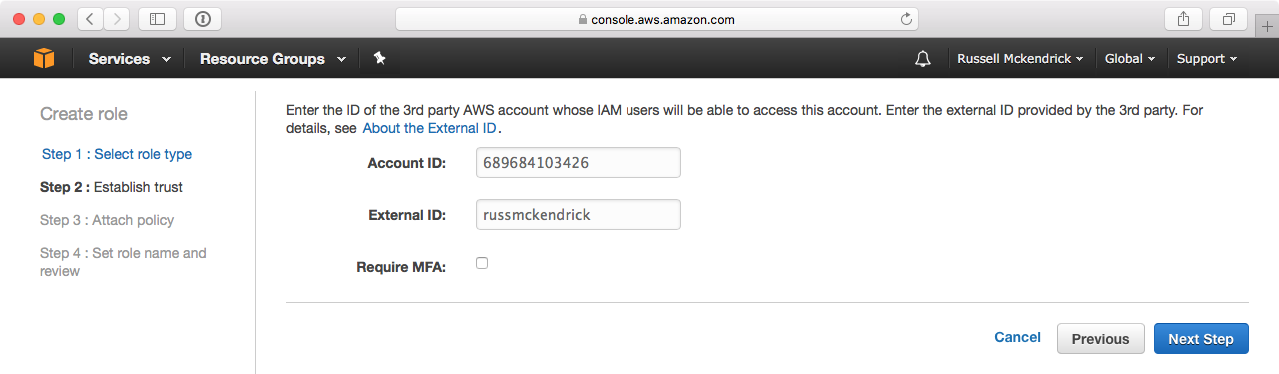 console.aws.amazon.com
Services Resource Groups Russell Mckendrick Global Support
Create role
Step 1 : Select role type
Step 2 : Establish trust
Step 3 : Attach policy
Step 4 : Set role name and
review
Enter the ID of the 3rd party AWS account whose IAM users will be able to access this account. Enter the external ID provided by the 3rd party. For
details, see About the External ID.
Account ID: 689684103426
External ID: russmckendrick
Require MFA:
Cancel Previous Next Step